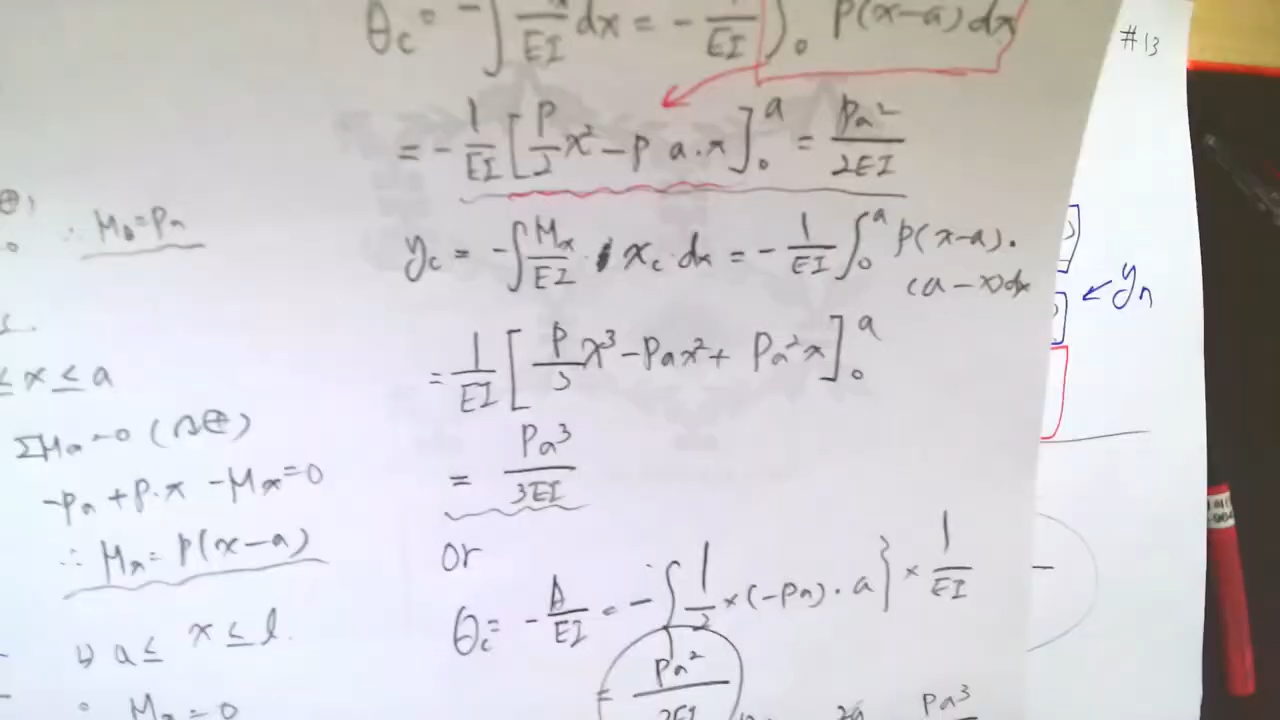 θc = -∫ /EI dx = - 1/EI ∫₀ P(x-a)dx
= - 1/EI [P/2 x² - P a·x]₀ᵃ = Pa²/2EI
yc = -∫ Mx/EI · xc·dx = - 1/EI ∫₀ᵃ P(x-a)·
(a-x)dx
= 1/EI [P/3 x³ - Pax² + Pa²x]₀ᵃ
= Pa³/3EI
or
θc = - A/EI = -{1/2 ×(-Pa)·a} × 1/EI
= Pa²/2EI
Pa³
∴ MB=Pa
≤ x ≤ a
ΣMa=0 (⊕)
-Pa + P·x - Mx=0
∴ Mx= P(x-a)
a ≤ x ≤ l.
Mx=0
#13
← yn